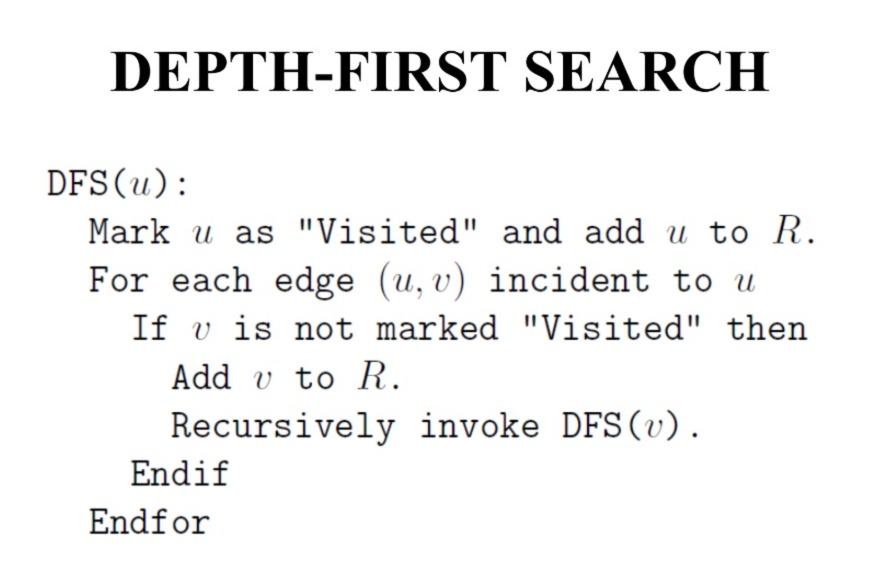 DEPTH-FIRST SEARCH
DFS(u):
Mark u as "Visited" and add u to R.
For each edge (u, v) incident to u
If v is not marked "Visited" then
Add v to R.
Recursively invoke DFS(v).
Endif
Endfor